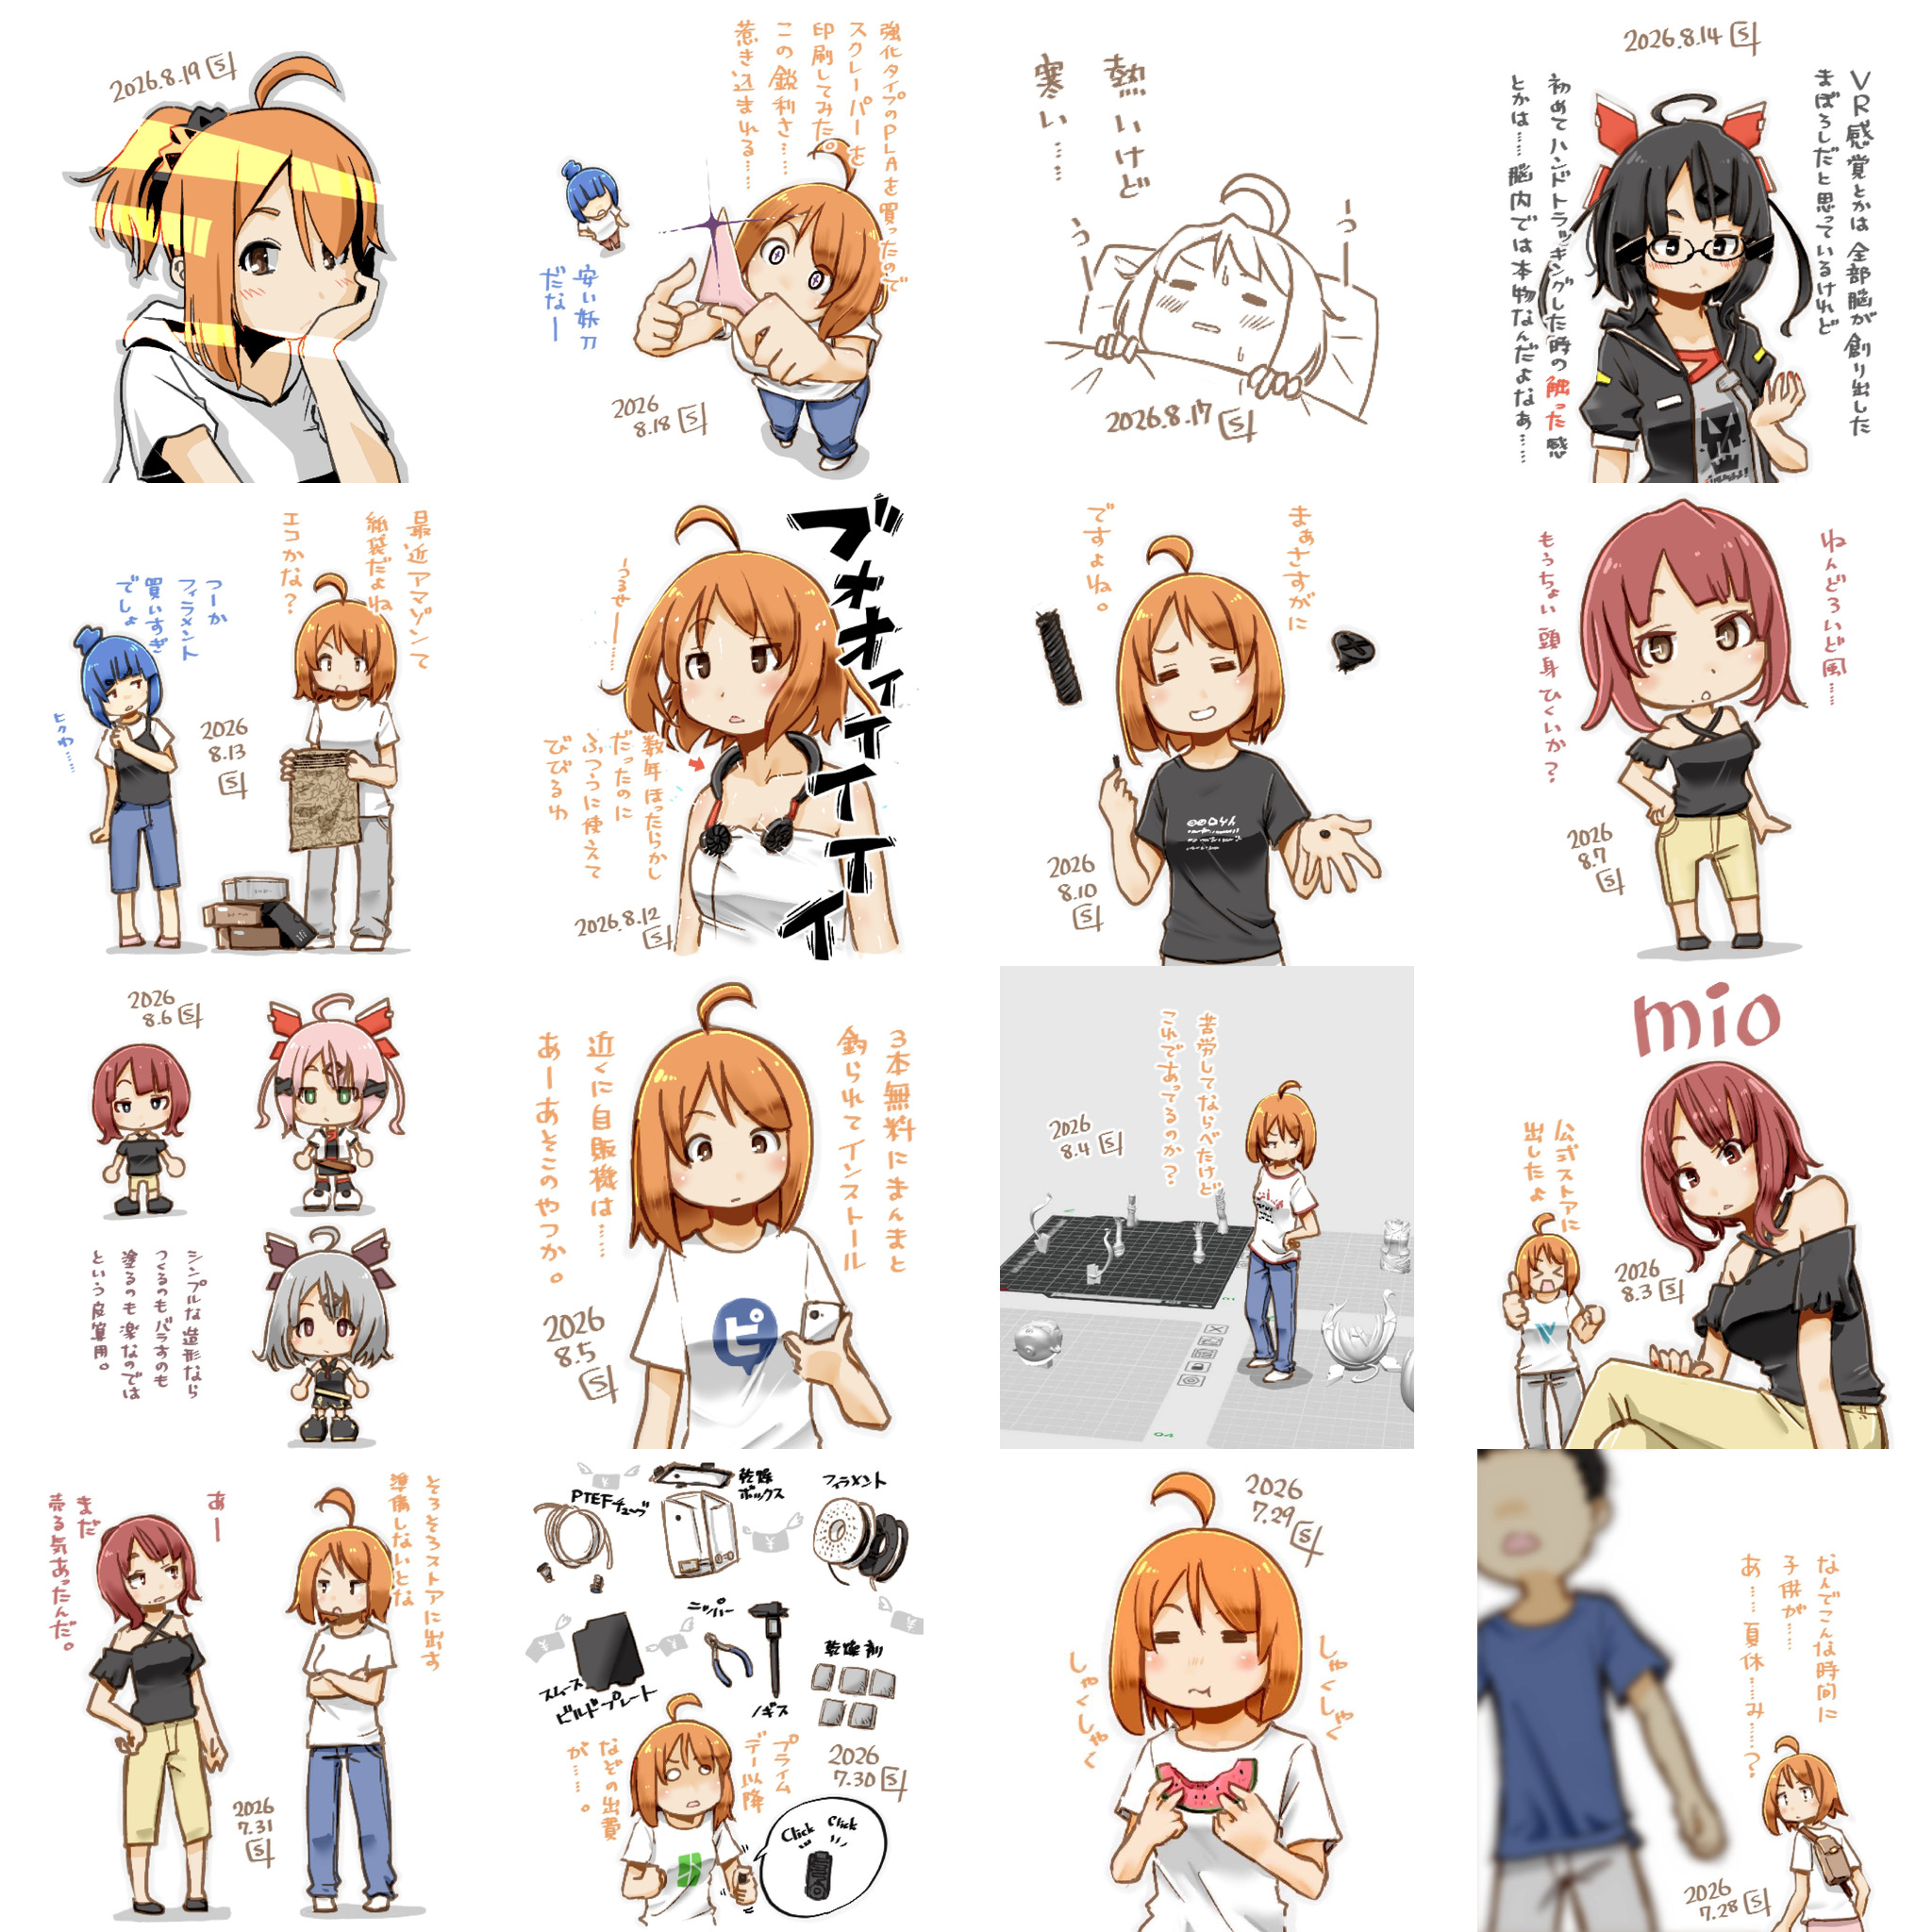 2026.8.19
強化タイプのPLAを買ったので
スクレーパーを
印刷してみた。
この鋭利さ……
惹き込まれる……
安い妖刀
だなー
2026
8.18
熱いけど
寒い……
うー
うー
2026.8.17
2026.8.14
VR感覚とかは全部脳が創り出した
まぼろしだと思っているけれど
初めてハンドトラッキングした時の触った感
とかは……脳内では本物なんだよなぁ……
最近アマゾンて
紙袋だよね
エコかな？
つーか
フィラメント
買いすぎ
でしょ
ヒクわ……
2026
8.13
ブオオォイイイイイ
うるせー
数年ほったらかし
だったのに
ふつうに使えて
びびるわ
2026.8.12
まぁさすがに
ですよね。
2026
8.10
ねんどろいど風……
もうちょい頭身ひくいか？
2026
8.7
2026
8.6
シンプルな造形なら
つくるのもバラすのも
塗るのも楽なのでは
という皮算用。
3本無料にまんまと
釣られてインストール
近くに自販機は……
あーあそこのやつか。
ピ
2026
8.5
苦労してならべたけど
これであってるのか？
2026
8.4
04
mio
公式ストアに
出したよ
2026
8.3
そろそろストアに出す
準備しないとな
あー
まだ
売る気あったんだ。
2026
7.31
PTEFチューブ
乾燥
ボックス
フィラメント
スムース
ビルドプレート
ニッパー
ノギス
乾燥剤
プライム
デー以降
なぞの出費
が……。
2026
7.30
Click Click
2026
7.29
しゃくしゃく
しゃくしゃく
なんでこんな時間に
子供が……
あ……夏休……み……？
2026
7.28